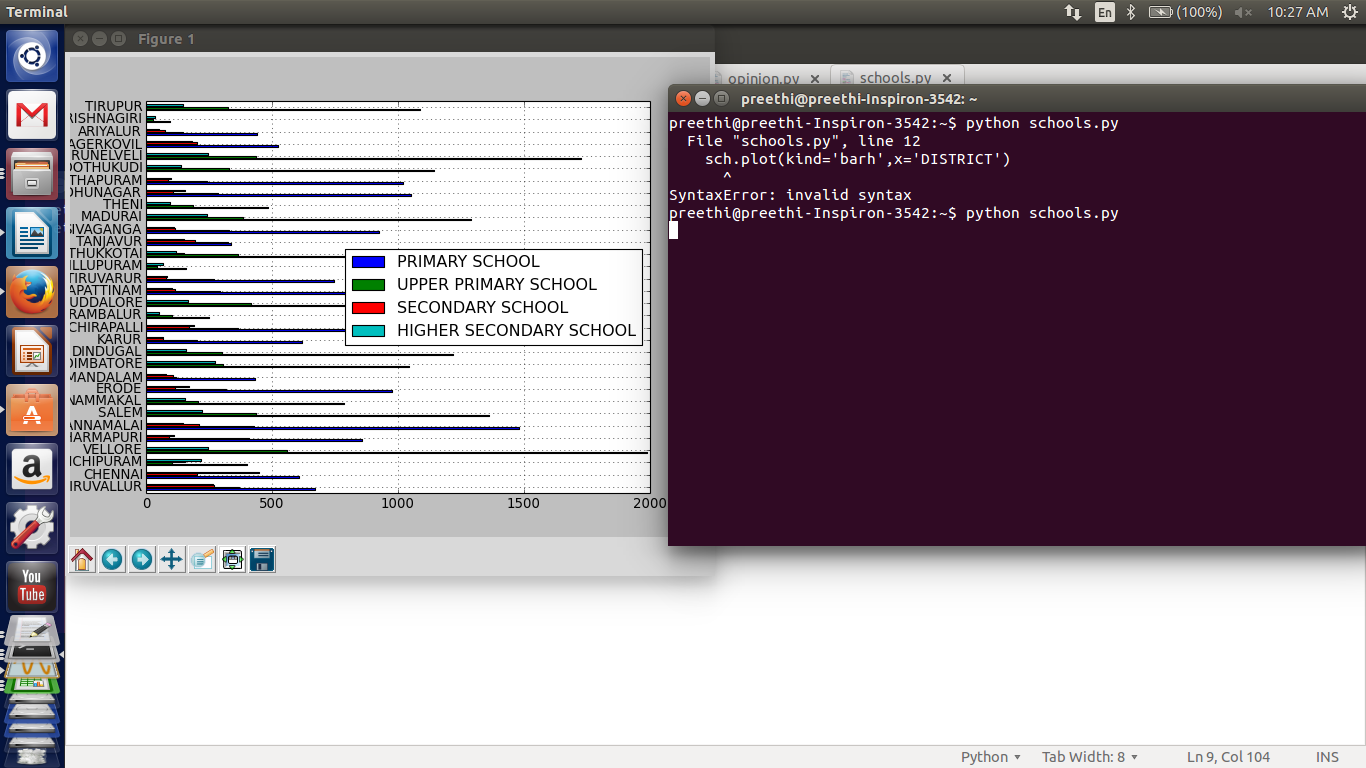 Terminal
En
(100%)
10:27 AM
Figure 1
opinion.py
schools.py
preethi@preethi-Inspiron-3542: ~
preethi@preethi-Inspiron-3542:~$ python schools.py
File "schools.py", line 12
sch.plot(kind='barh',x='DISTRICT')
^
SyntaxError: invalid syntax
preethi@preethi-Inspiron-3542:~$ python schools.py
TIRUPUR
RISHNAGIRI
ARIYALUR
AGERKOVIL
RUNELVELI
OOTHUKUDI
THAPURAM
DHUNAGAR
THENI
MADURAI
SIVAGANGA
TANJAVUR
THUKKOTAI
ILLUPURAM
TIRUVARUR
APATTINAM
UDDALORE
RAMBALUR
CHIRAPALLI
KARUR
DINDUGAL
OIMBATORE
MANDALAM
ERODE
NAMMAKAL
SALEM
ANNAMALAI
HARMAPURI
VELLORE
ICHIPURAM
CHENNAI
IRUVALLUR
PRIMARY SCHOOL
UPPER PRIMARY SCHOOL
SECONDARY SCHOOL
HIGHER SECONDARY SCHOOL
0 500 1000 1500 2000
You
Tube
Python
Tab Width: 8
Ln 9, Col 104
INS